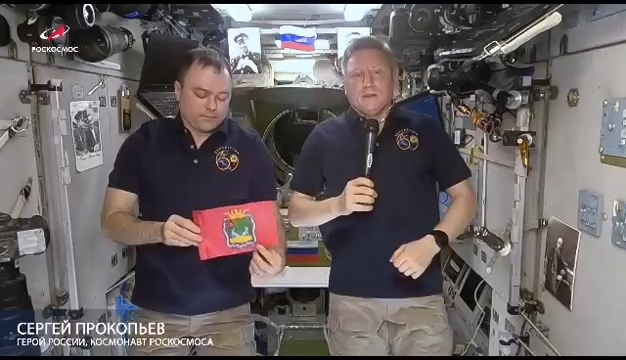 РОСКОСМОС
СЕРГЕЙ ПРОКОПЬЕВ
ГЕРОЙ РОССИИ, КОСМОНАВТ РОСКОСМОСА